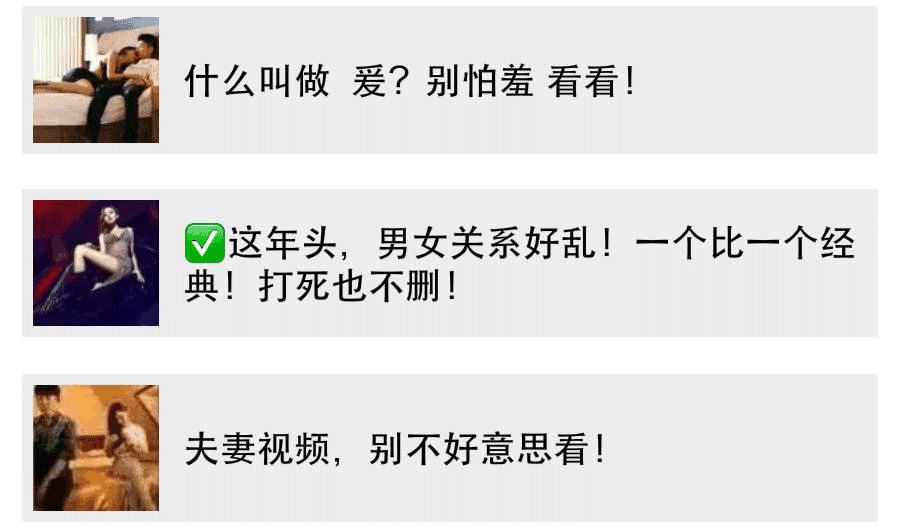 什么叫做 爰? 别怕羞 看看!
✅这年头, 男女关系好乱! 一个比一个经
典! 打死也不删!
夫妻视频, 别不好意思看!